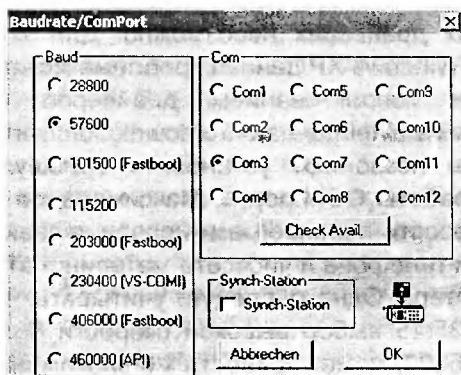 Baudrate/ComPort
Baud
28800
57600
101500 (Fastboot)
115200
203000 (Fastboot)
230400 (VS-COM!)
406000 (Fastboot)
460000 (API)
Com
Com1 Com5 Com9
Com2 Com6 Com10
Com3 Com7 Com11
Com4 Com8 Com12
Check Avail.
Synch-Station
Synch-Station
Abbrechen OK